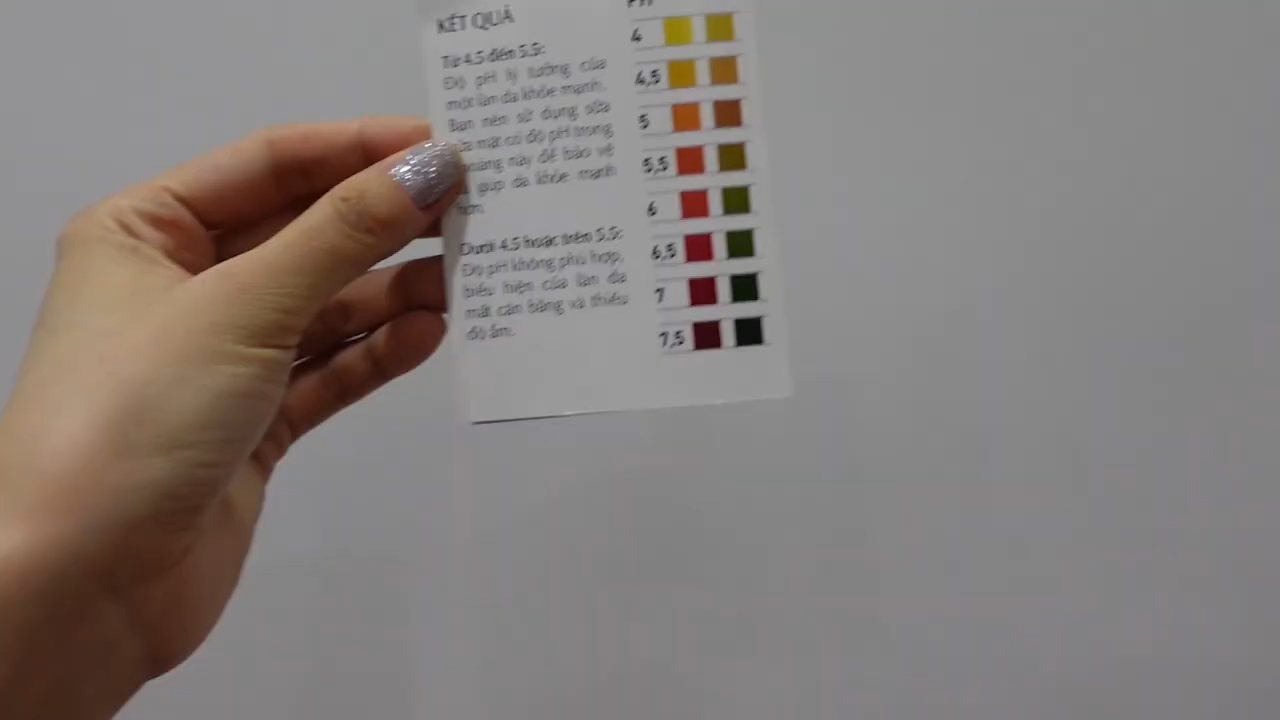 KẾT QUẢ
Từ 4.5 đến 5.5:
Độ pH lý tưởng của
một làn da khỏe mạnh.
Bạn nên sử dụng sữa
mặt có độ pH trong
này để bảo vệ
giúp da khỏe mạnh
hơn.
Dưới 4.5 hoặc trên 5.5:
Độ pH không phù hợp,
biểu hiện của làn da
mất cân bằng và thiếu
độ ẩm.
PH
4
4,5
5
5,5
6
6,5
7
7,5